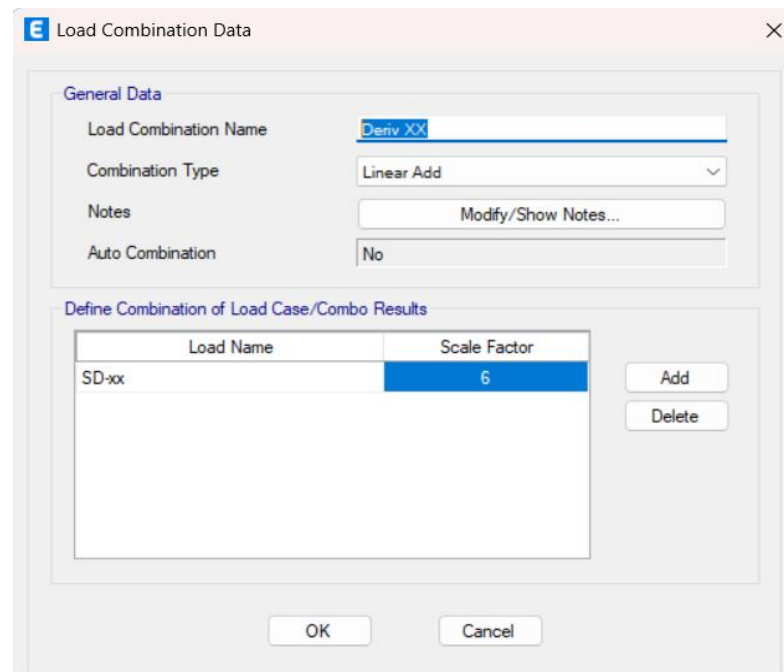 E Load Combination Data
General Data
Load Combination Name Deriv XX
Combination Type Linear Add
Notes Modify/Show Notes...
Auto Combination No
Define Combination of Load Case/Combo Results
Load Name Scale Factor
SD-xx 6 Add
Delete
OK Cancel